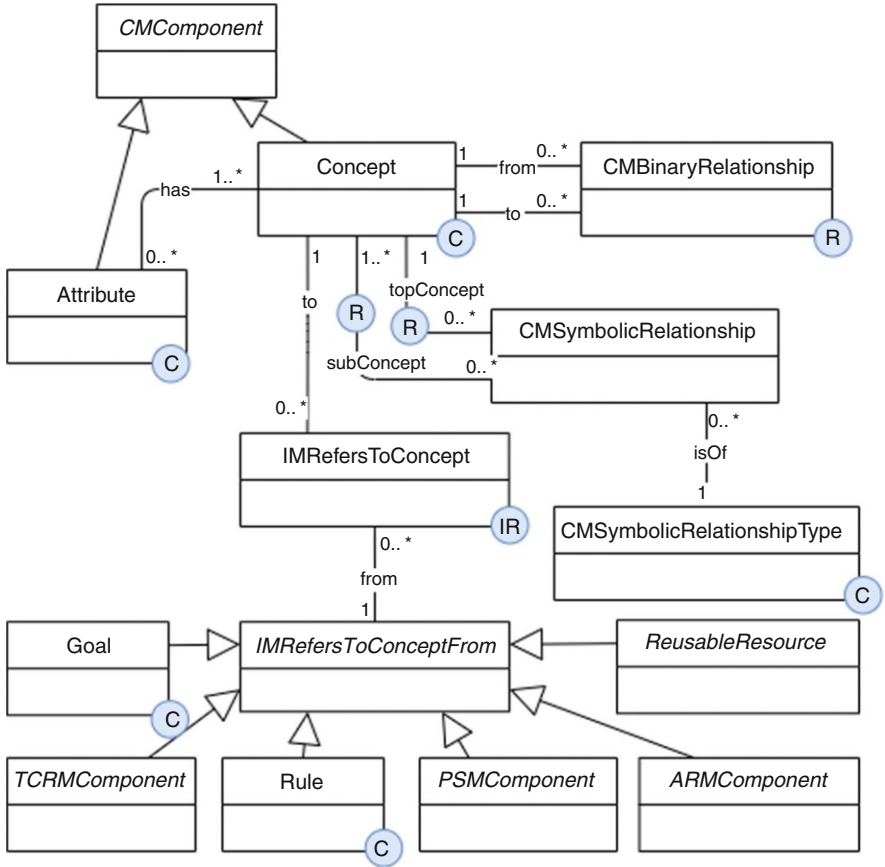 CMComponent
Concept
1
from
0.. *
CMBinaryRelationship
has
1.. *
1
to
0.. *
C
R
0.. *
Attribute
C
1
to
1.. *
R
1
topConcept
R
0.. *
CMSymbolicRelationship
subConcept
0.. *
0.. *
IMRefersToConcept
IR
0.. *
isOf
1
CMSymbolicRelationshipType
C
0.. *
from
1
Goal
C
IMRefersToConceptFrom
ReusableResource
TCRMComponent
Rule
C
PSMComponent
ARMComponent